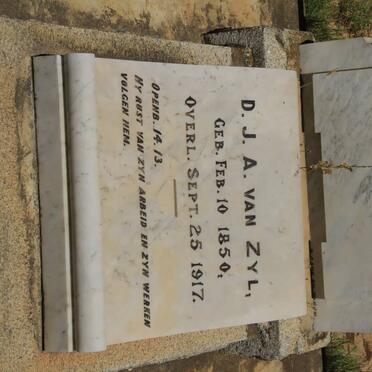 D. J. A. VAN ZYL,
GEB. FEB. 10 1850,
OVERL. SEPT. 25 1917.
OPENB. 14. 13.
HY RUST VAN ZYN ARBEID EN ZYN WERKEN
VOLGEN HEM.